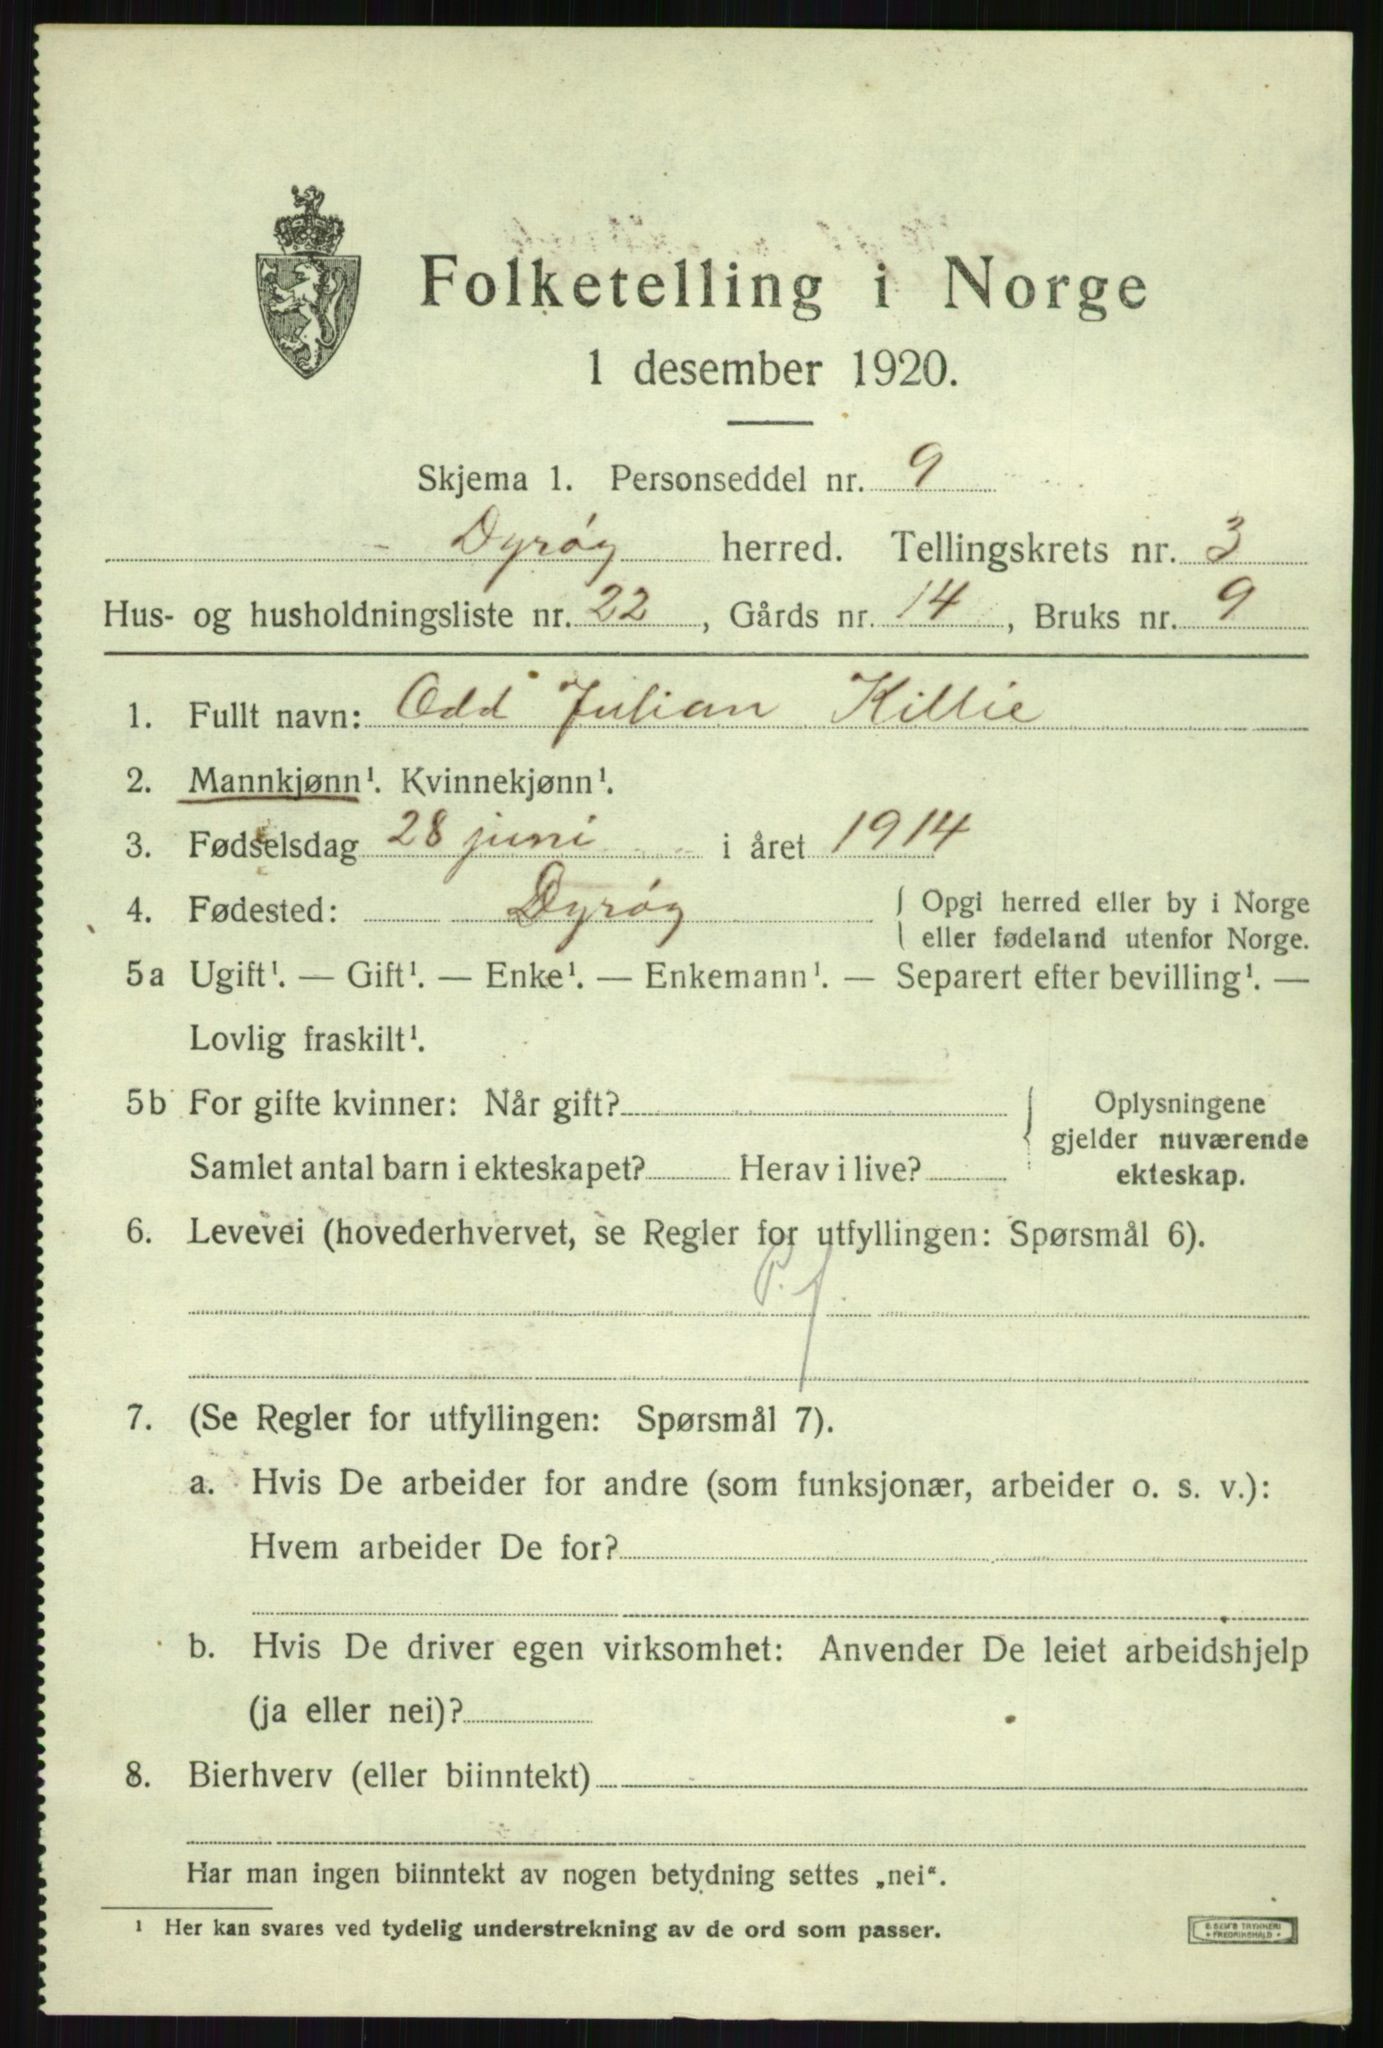 Folketelling i Norge
1 desember 1920.
Skjema 1. Personseddel nr. 9
Dyrøy herred. Tellingskrets nr. 3
Hus- og husholdningsliste nr. 22, Gårds nr. 14, Bruks nr. 9
1. Fullt navn: Odd Julian Killie
2. Mannkjønn¹. Kvinnekjønn¹.
3. Fødselsdag 28 juni i året 1914
4. Fødested: Dyrøy { Opgi herred eller by i Norge
eller fødeland utenfor Norge.
5a Ugift¹. — Gift¹. — Enke¹. — Enkemann¹. — Separert efter bevilling¹. —
Lovlig fraskilt¹.
5b For gifte kvinner: Når gift? { Oplysningene
gjelder nuværende
Samlet antal barn i ekteskapet? Herav i live? ekteskap.
6. Levevei (hovederhvervet, se Regler for utfyllingen: Spørsmål 6).
P. f.
7. (Se Regler for utfyllingen: Spørsmål 7).
a. Hvis De arbeider for andre (som funksjonær, arbeider o. s. v.):
Hvem arbeider De for?
b. Hvis De driver egen virksomhet: Anvender De leiet arbeidshjelp
(ja eller nei)?
8. Bierhverv (eller biinntekt)
Har man ingen biinntekt av nogen betydning settes „nei“.
¹ Her kan svares ved tydelig understrekning av de ord som passer.
E. SEM'S TRYKKERI
FREDRIKSHALD